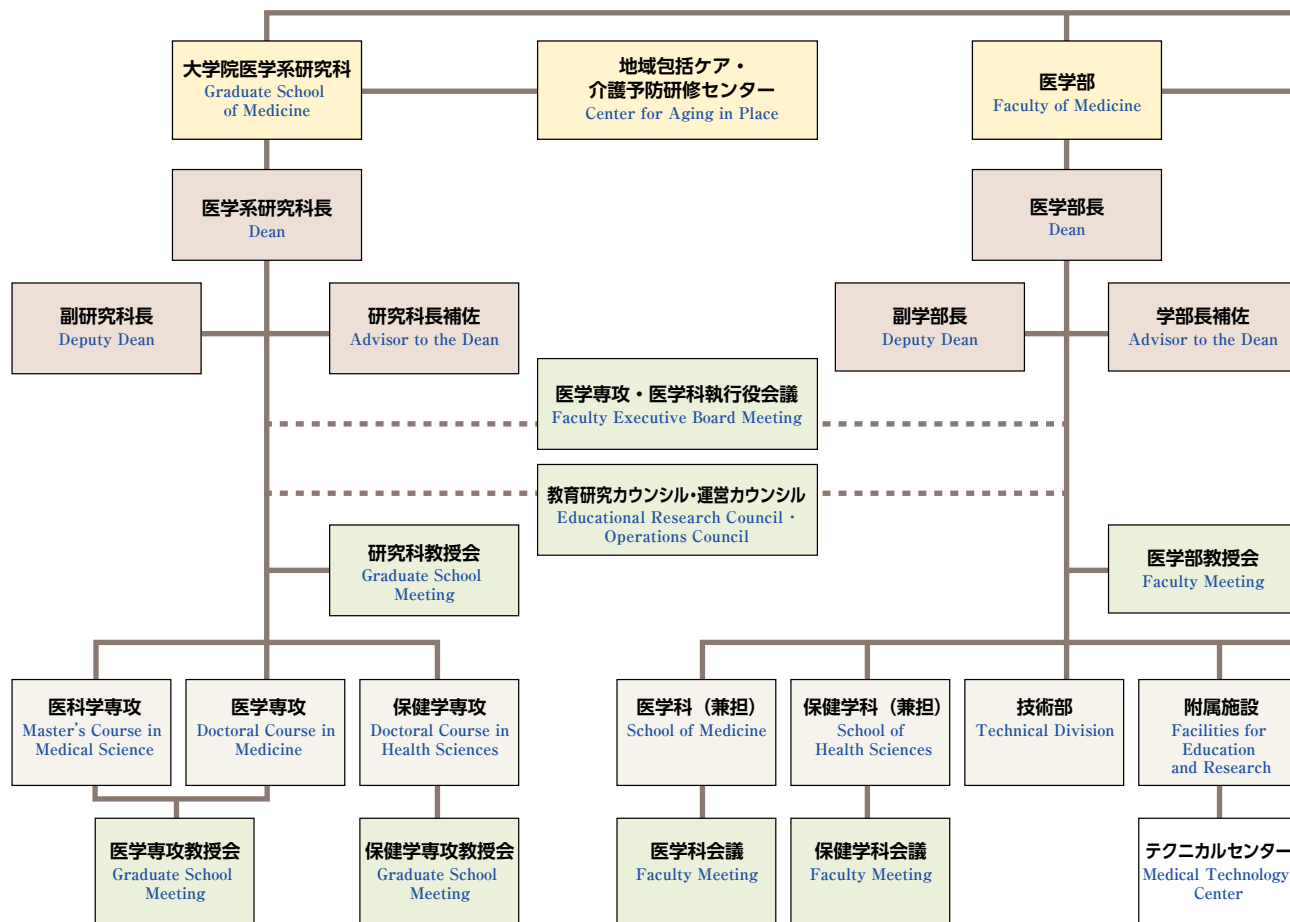 大学院医学系研究科
Graduate School
of Medicine
地域包括ケア・
介護予防研修センター
Center for Aging in Place
医学部
Faculty of Medicine
医学系研究科長
Dean
医学部長
Dean
副研究科長
Deputy Dean
研究科長補佐
Advisor to the Dean
副学部長
Deputy Dean
学部長補佐
Advisor to the Dean
医学専攻・医学科執行役会議
Faculty Executive Board Meeting
教育研究カウンシル・運営カウンシル
Educational Research Council・
Operations Council
研究科教授会
Graduate School
Meeting
医学部教授会
Faculty Meeting
医科学専攻
Master's Course in
Medical Science
医学専攻
Doctoral Course in
Medicine
保健学専攻
Doctoral Course in
Health Sciences
医学科（兼担）
School of Medicine
保健学科（兼担）
School of
Health Sciences
技術部
Technical Division
附属施設
Facilities for
Education
and Research
医学専攻教授会
Graduate School
Meeting
保健学専攻教授会
Graduate School
Meeting
医学科会議
Faculty Meeting
保健学科会議
Faculty Meeting
テクニカルセンター
Medical Technology
Center